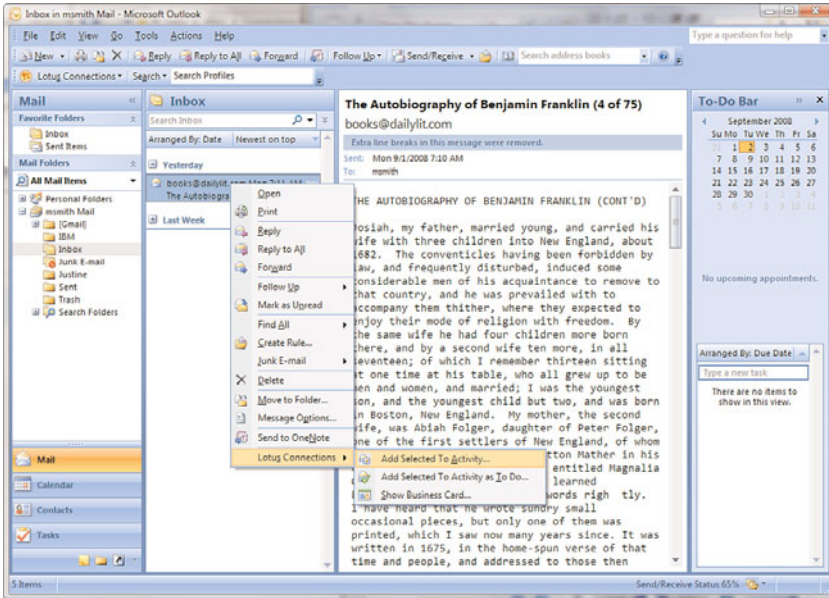 Inbox in msmith Mail - Microsoft Outlook
File Edit View Go Tools Actions Help
Type a question for help
New Reply Reply to All Forward Follow Up Send/Receive Search address books
Lotus Connections Search Search Profiles
Mail
Favorite Folders
Inbox
Sent Items
Mail Folders
All Mail Items
Personal Folders
msmith Mail
[Gmail]
IBM
Inbox
Junk E-mail
Justine
Sent
Trash
Search Folders
Mail
Calendar
Contacts
Tasks
Inbox
Search Inbox
Arranged By: Date Newest on top
Yesterday
books@dailylit.com Mon 7:11 AM
The Autobiogra
Last Week
Open
Print
Reply
Reply to All
Forward
Follow Up
Mark as Unread
Find All
Create Rule...
Junk E-mail
Delete
Move to Folder...
Message Options...
Send to OneNote
Lotus Connections
Add Selected To Activity...
Add Selected To Activity as To Do...
Show Business Card...
The Autobiography of Benjamin Franklin (4 of 75)
books@dailylit.com
Extra line breaks in this message were removed.
Sent: Mon 9/1/2008 7:10 AM
To: msmith
THE AUTOBIOGRAPHY OF BENJAMIN FRANKLIN (CONT'D)
Josiah, my father, married young, and carried his
wife with three children into New England, about
1682. The conventicles having been forbidden by
law, and frequently disturbed, induced some
considerable men of his acquaintance to remove to
that country, and he was prevailed with to
accompany them thither, where they expected to
enjoy their mode of religion with freedom. By
the same wife he had four children more born
there, and by a second wife ten more, in all
seventeen; of which I remember thirteen sitting
at one time at his table, who all grew up to be
men and women, and married; I was the youngest
son, and the youngest child but two, and was born
in Boston, New England. My mother, the second
wife, was Abiah Folger, daughter of Peter Folger,
one of the first settlers of New England, of whom
tton Mather in his
entitled Magnalia
learned
words righ tly.
I have heard that he wrote sundry small
occasional pieces, but only one of them was
printed, which I saw now many years since. It was
written in 1675, in the home-spun verse of that
time and people, and addressed to those then
To-Do Bar
September 2008
Su Mo Tu We Th Fr Sa
31 1 2 3 4 5 6
7 8 9 10 11 12 13
14 15 16 17 18 19 20
21 22 23 24 25 26 27
28 29 30 1 2 3 4
5 6 7 8 9 10 11
No upcoming appointments.
Arranged By: Due Date
Type a new task
There are no items to
show in this view.
5 Items
Send/Receive Status 65%